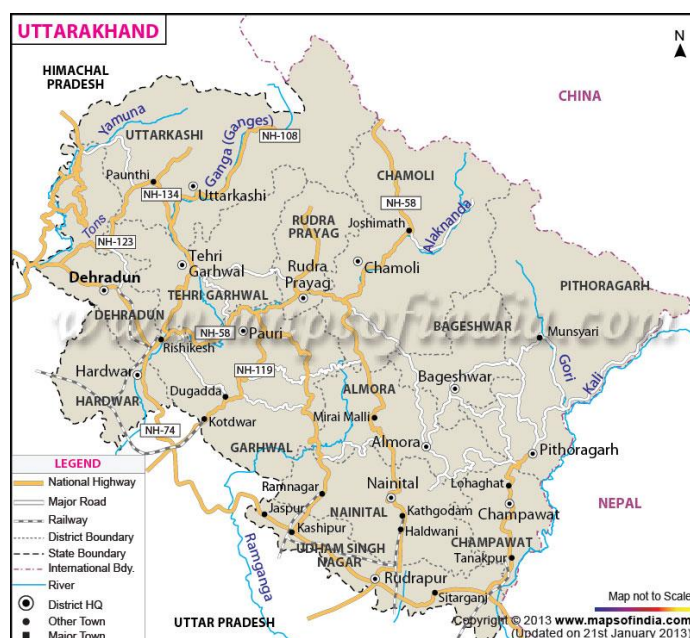 UTTARAKHAND
N
HIMACHAL
PRADESH
CHINA
Yamuna
UTTARKASHI
Ganga (Ganges)
NH-108
Paunthi
NH-134
Uttarkashi
CHAMOLI
NH-58
RUDRA
PRAYAG
Joshimath
Alaknanda
Tons
NH-123
Tehri
Garhwal
Chamoli
Dehradun
Rudra
Prayag
PITHORAGARH
TEHRI GARHWAL
DEHRADUN
BAGESHWAR
www.mapsofindia.com
NH-58
Pauri
Munsyari
Rishikesh
Gori
Kali
Hardwar
NH-119
Bageshwar
HARDWAR
Dugadda
ALMORA
Kotdwar
Mirai Malli
NH-74
GARHWAL
Almora
Pithoragarh
LEGEND
National Highway
Major Road
Railway
District Boundary
State Boundary
International Bdy.
River
District HQ
Other Town
Major Town
Ramnagar
Nainital
Lohaghat
NEPAL
Jaspur
NAINITAL
Kathgodam
Champawat
Kashipur
Haldwani
CHAMPAWAT
Ramganga
UDHAM SINGH
NAGAR
Tanakpur
Rudrapur
Sitarganj
UTTAR PRADESH
Map not to Scale
Copyright © 2013 www.mapsofindia.com
(Updated on 21st January 2013)